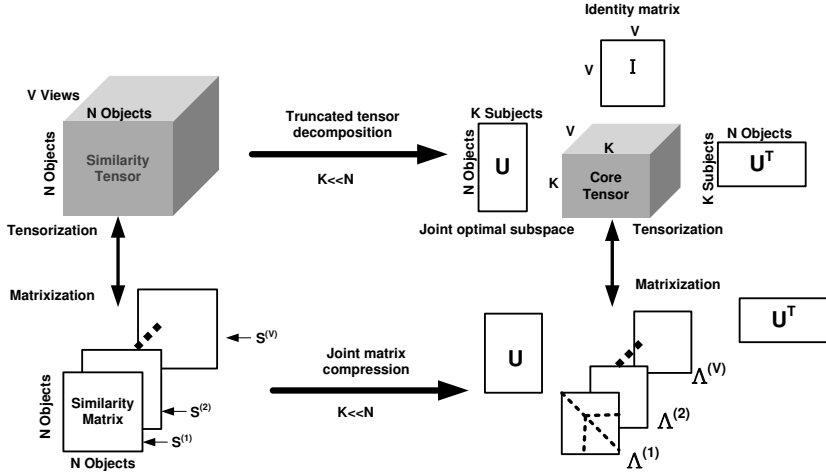 Identity matrix
V
V
I
V Views
N Objects
N Objects
Similarity
Tensor
Truncated tensor
decomposition
K<<N
K Subjects
N Objects
U
V
K
K
Core
Tensor
N Objects
K Subjects
U^T
Joint optimal subspace
Tensorization
Tensorization
Matrixization
Matrixization
S^(V)
N Objects
Similarity
Matrix
S^(2)
S^(1)
N Objects
Joint matrix
compression
K<<N
U
U^T
Λ^(V)
Λ^(2)
Λ^(1)